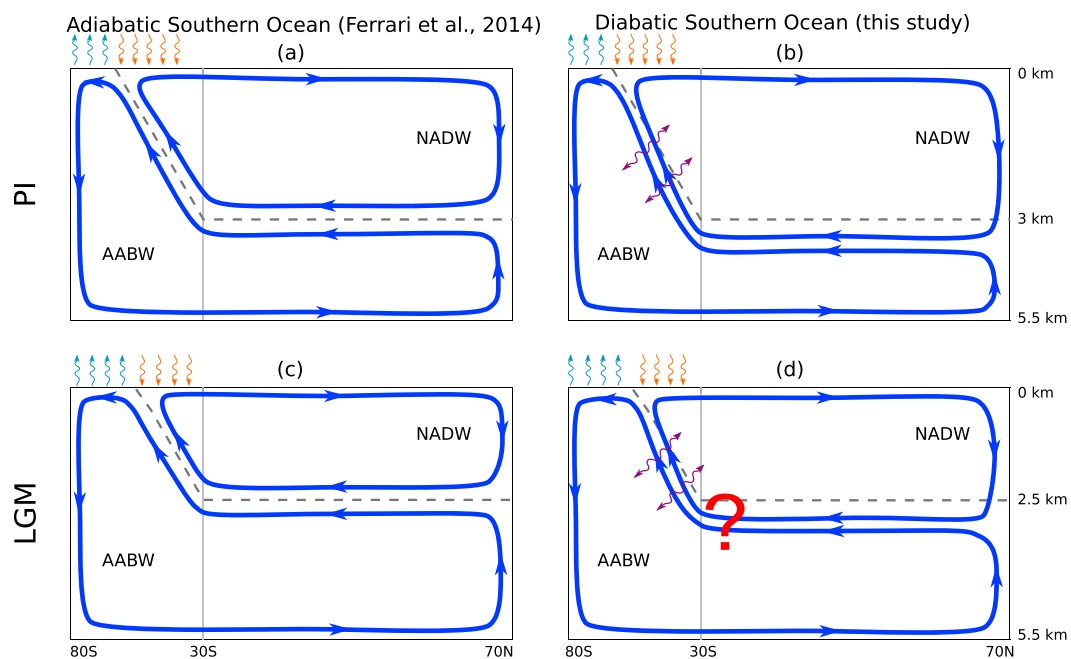 Adiabatic Southern Ocean (Ferrari et al., 2014)
Diabatic Southern Ocean (this study)
(a)
(b)
0 km
NADW
NADW
PI
3 km
AABW
AABW
5.5 km
(c)
(d)
0 km
NADW
NADW
LGM
2.5 km
?
AABW
AABW
5.5 km
80S
30S
70N
80S
30S
70N